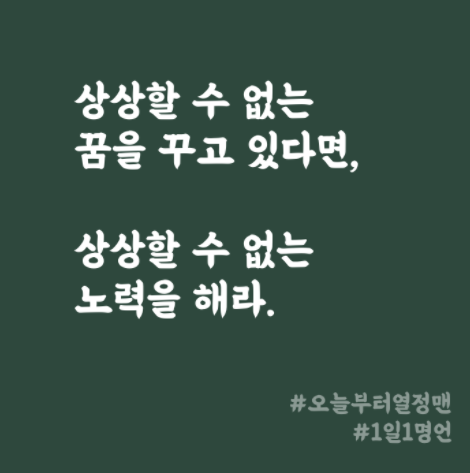 상상할 수 없는
꿈을 꾸고 있다면,
상상할 수 없는
노력을 해라.
#오늘부터열정맨
#1일1명언